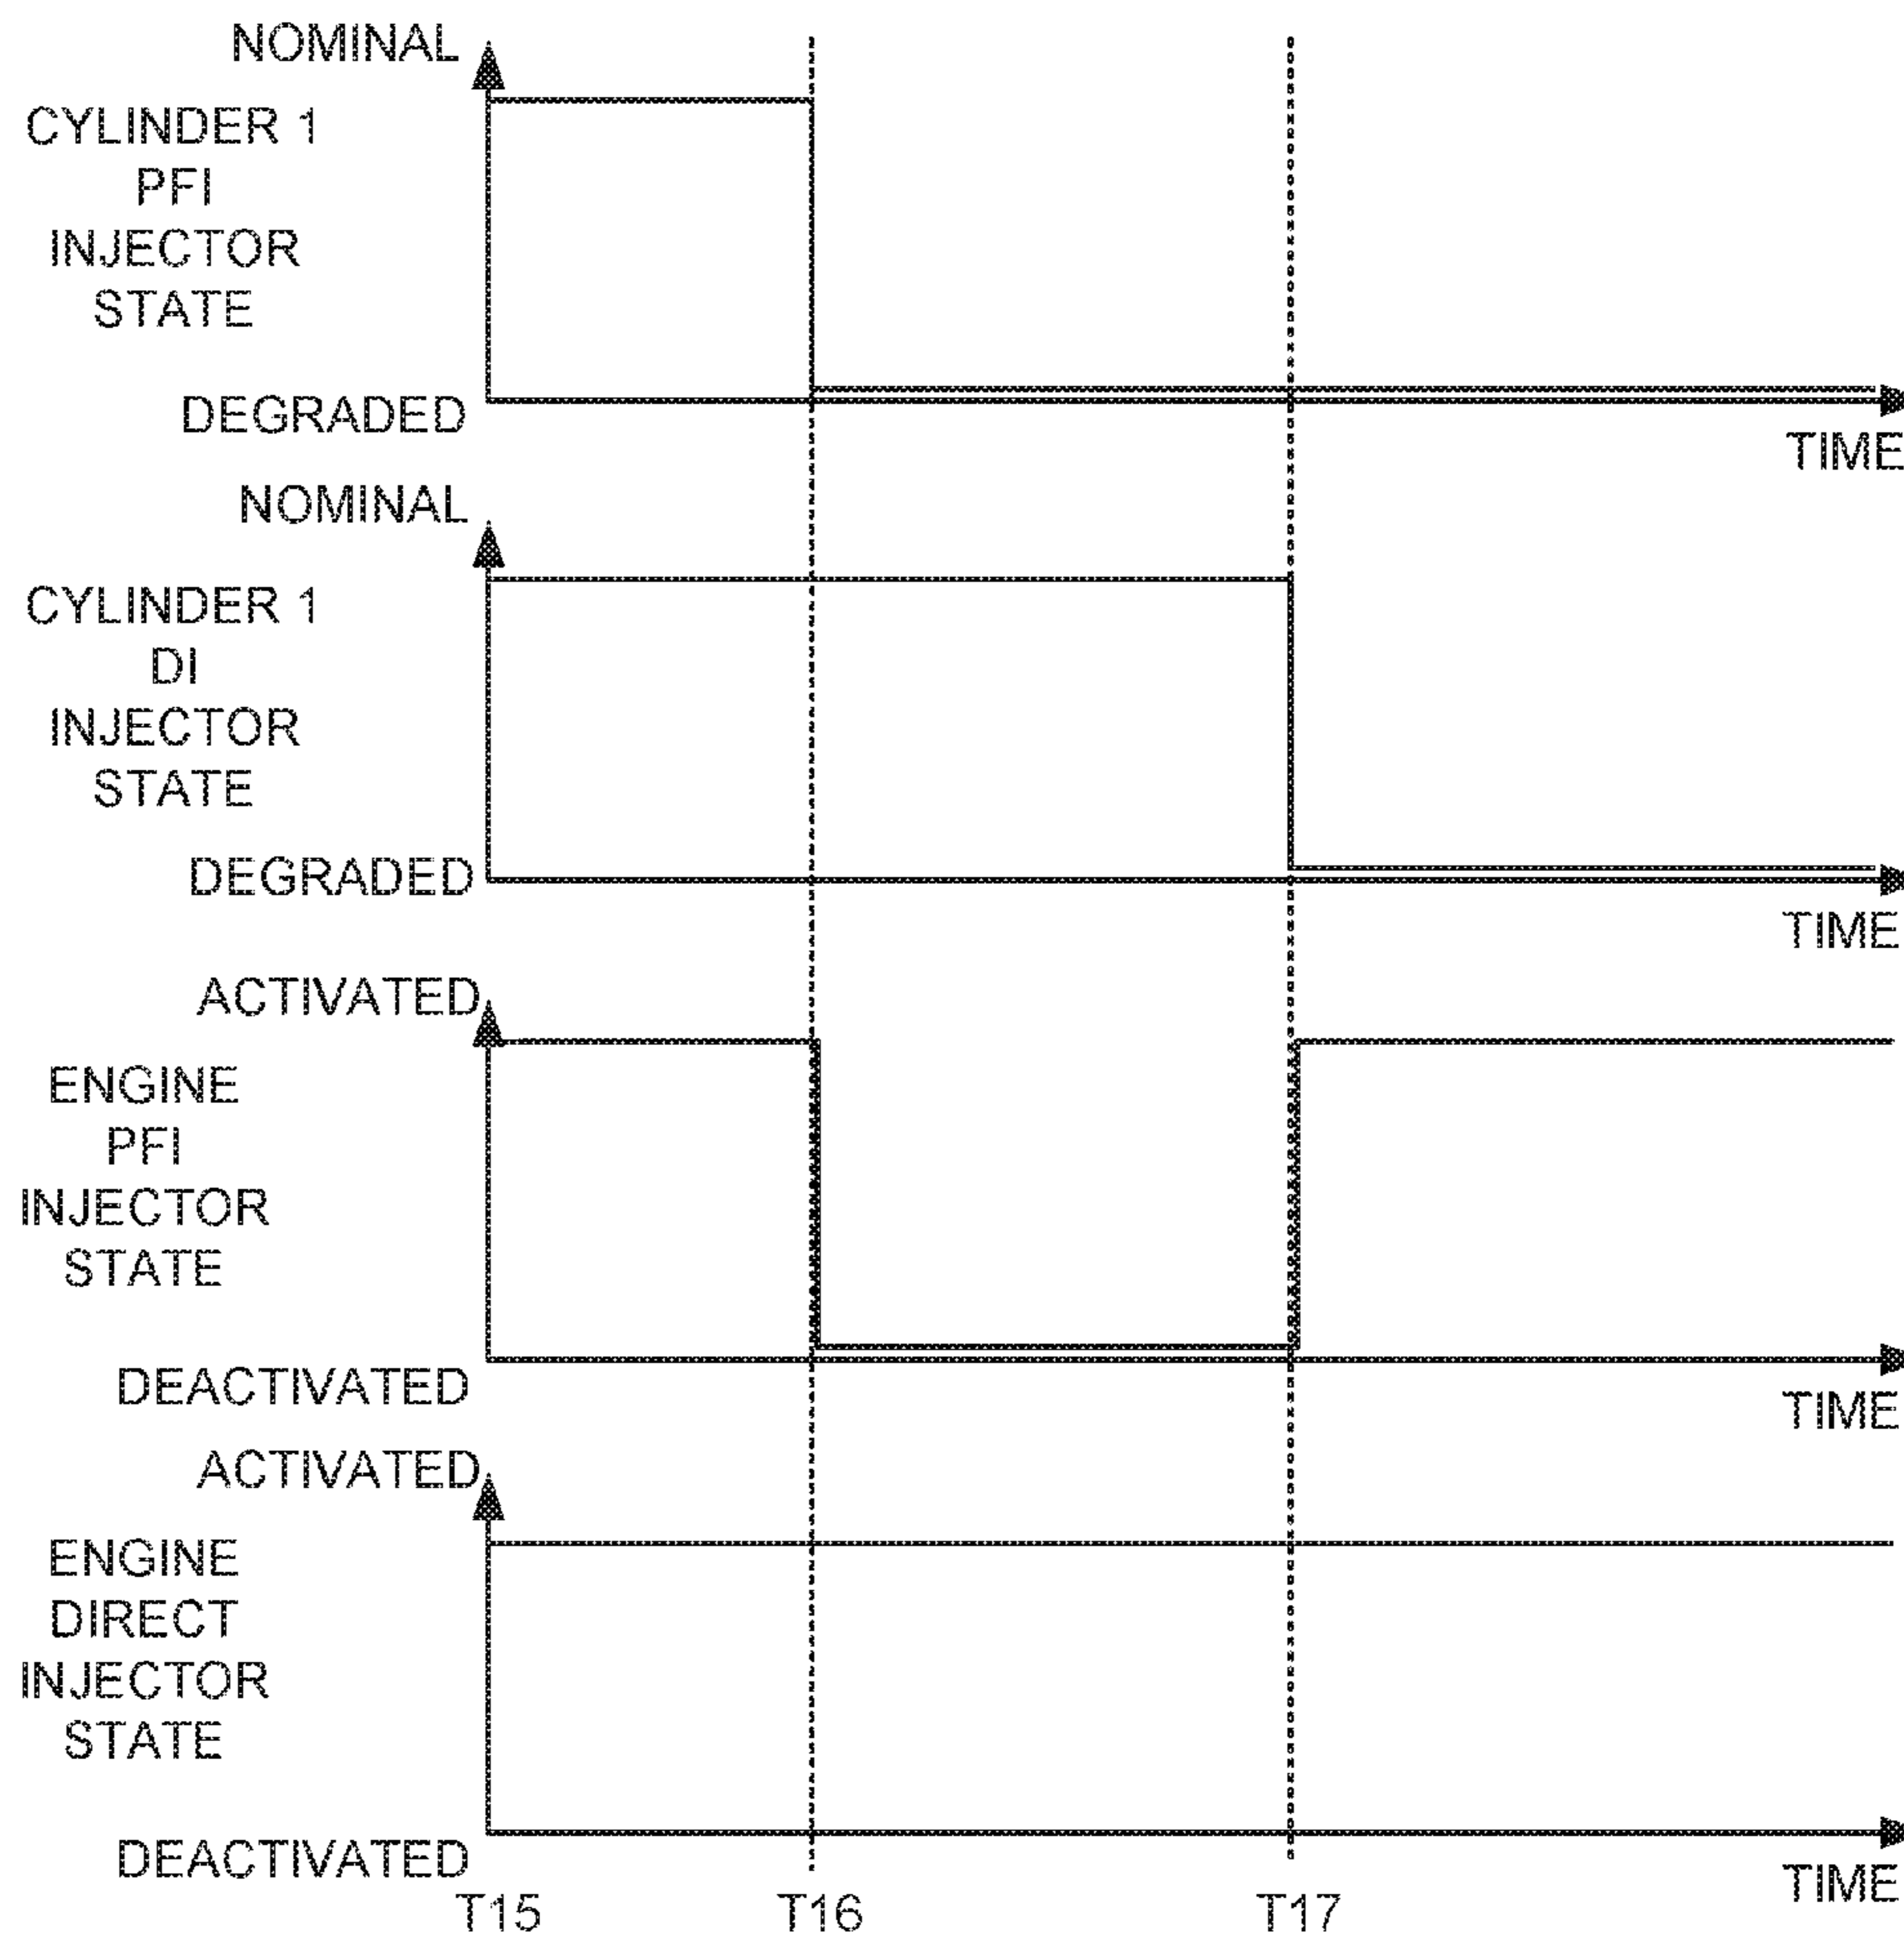 NOMINAL
CYLINDER 1
PFI
INJECTOR
STATE
DEGRADED
TIME
NOMINAL
CYLINDER 1
DI
INJECTOR
STATE
DEGRADED
TIME
ACTIVATED
ENGINE
PFI
INJECTOR
STATE
DEACTIVATED
TIME
ACTIVATED
ENGINE
DIRECT
INJECTOR
STATE
DEACTIVATED
TIME
T15 T16 T17